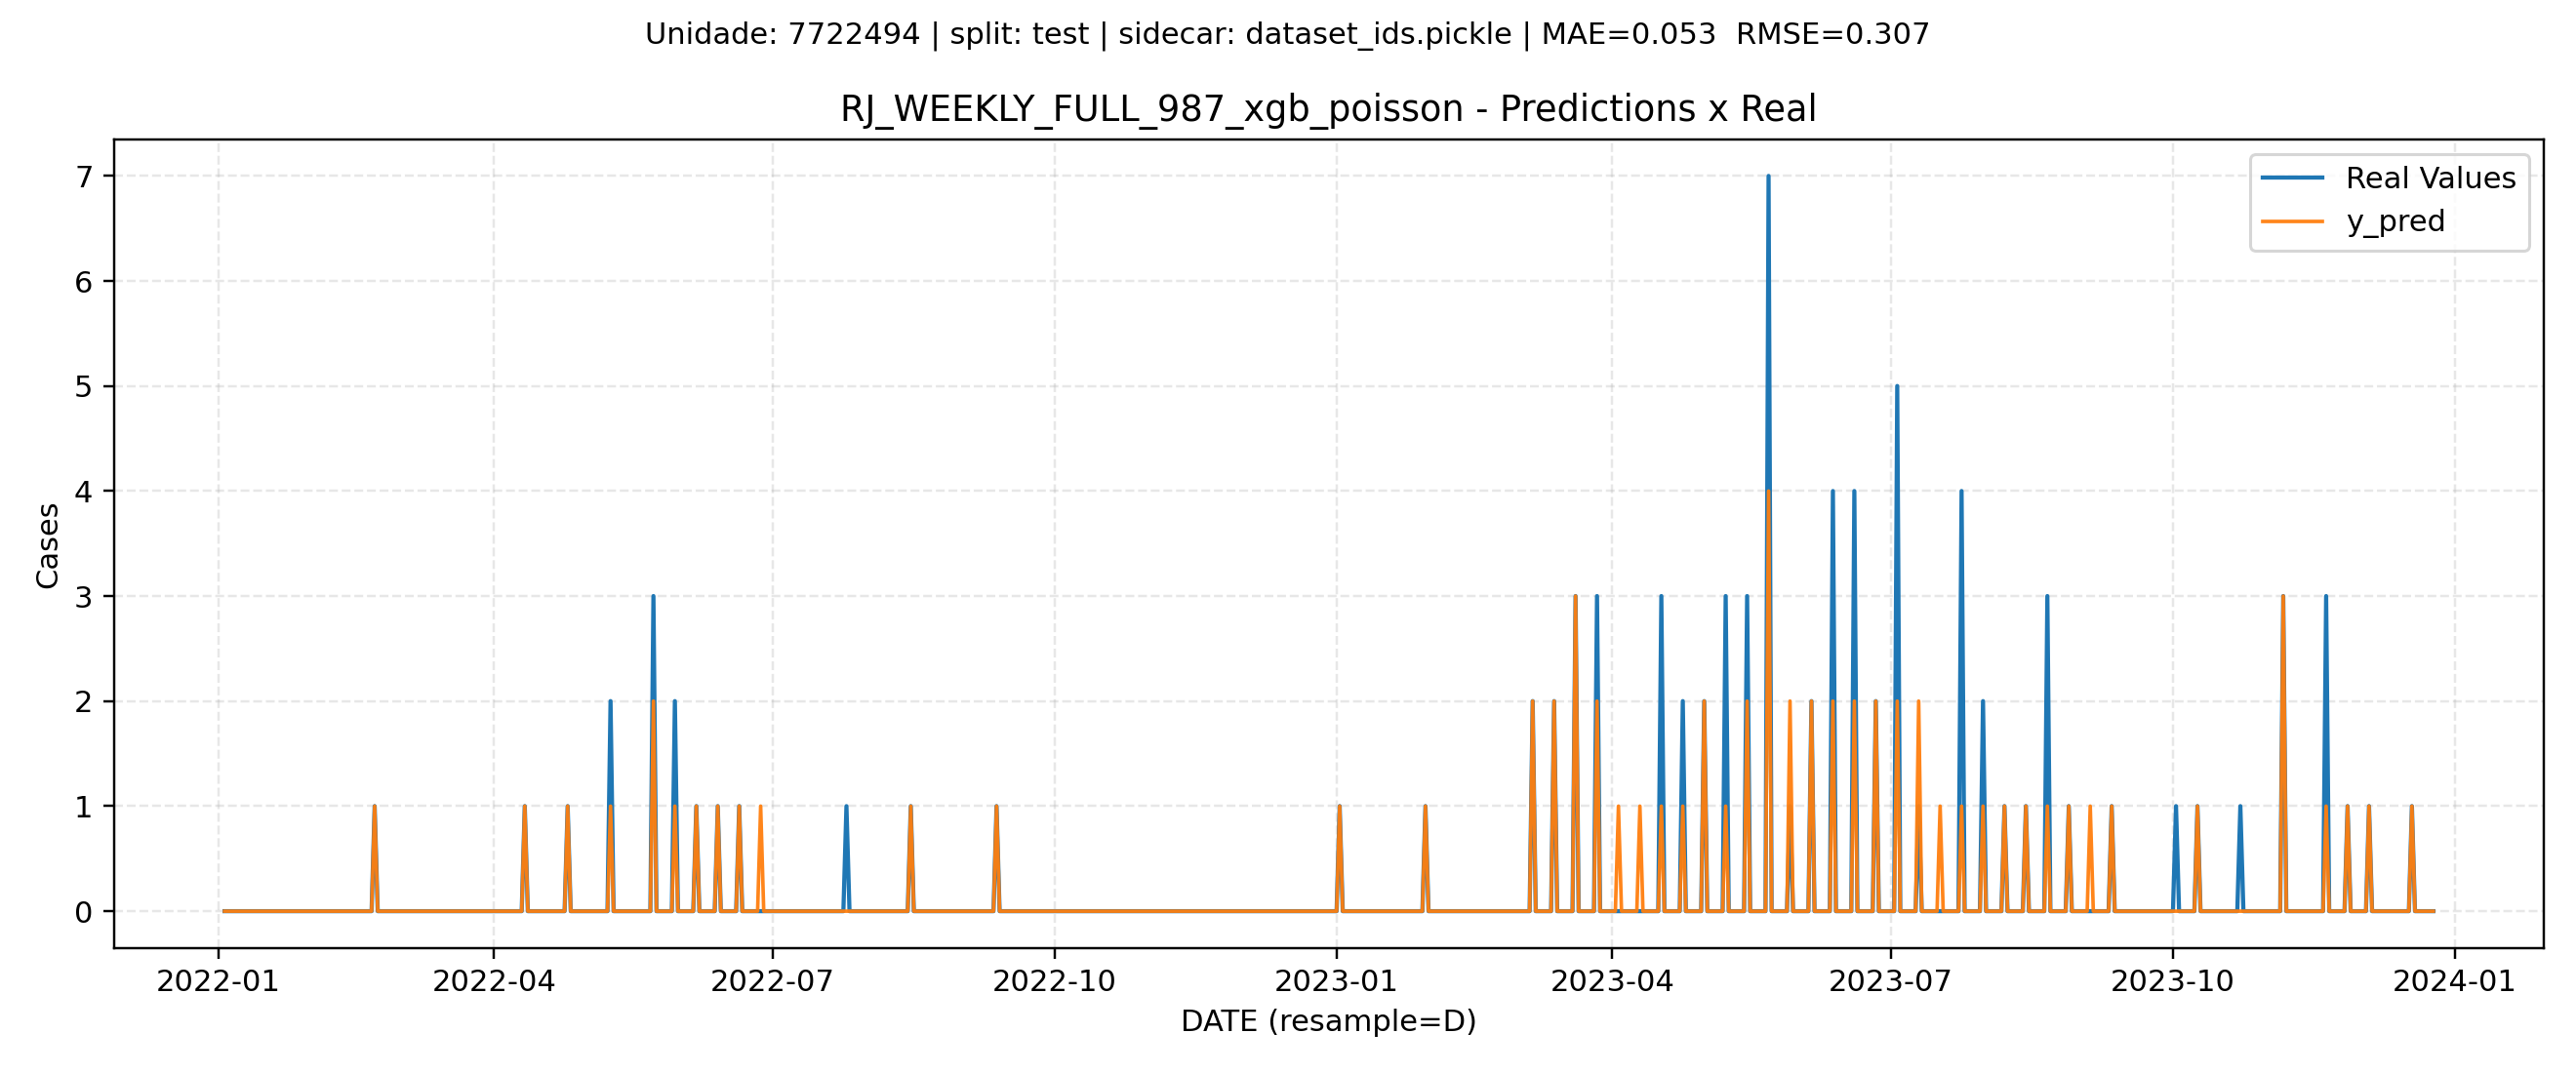 Unidade: 7722494 | split: test | sidecar: dataset_ids.pickle | MAE=0.053  RMSE=0.307
RJ_WEEKLY_FULL_987_xgb_poisson - Predictions x Real
Real Values
y_pred
7
6
5
4
3
2
1
0
Cases
2022-01
2022-04
2022-07
2022-10
2023-01
2023-04
2023-07
2023-10
2024-01
DATE (resample=D)